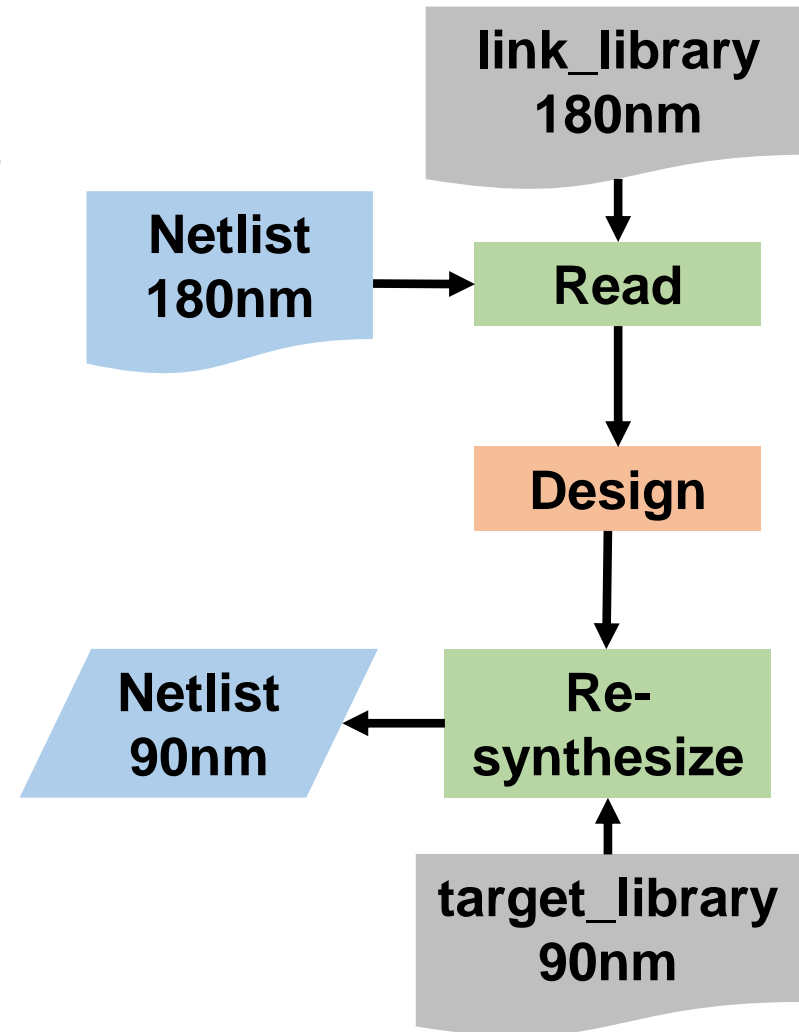 link_library
180nm
Netlist
180nm
Read
Design
Netlist
90nm
Re-
synthesize
target_library
90nm